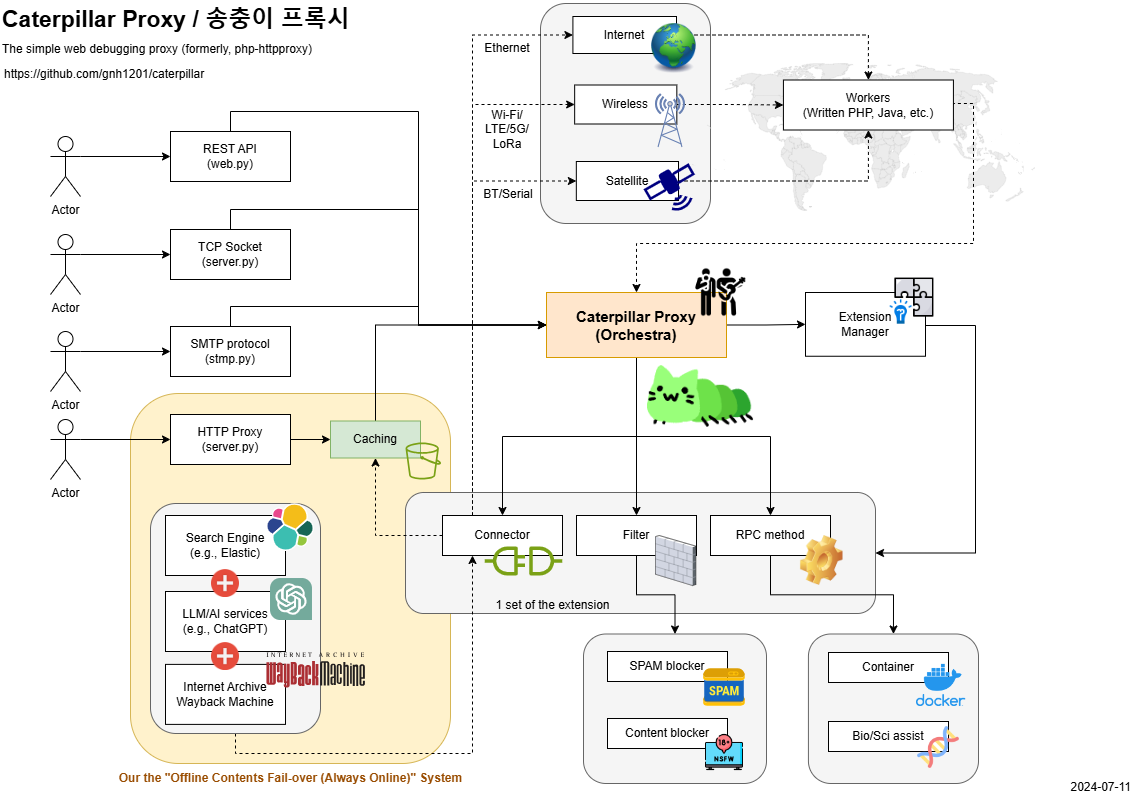 Caterpillar Proxy / 송충이 프록시
The simple web debugging proxy (formerly, php-httpproxy)
https://github.com/gnh1201/caterpillar
Ethernet
Internet
Wi-Fi/
LTE/5G/
LoRa
Wireless
BT/Serial
Satellite
Workers
(Written PHP, Java, etc.)
Actor
REST API
(web.py)
Actor
TCP Socket
(server.py)
Actor
SMTP protocol
(stmp.py)
Actor
HTTP Proxy
(server.py)
Caching
Caterpillar Proxy
(Orchestra)
Extension
Manager
Connector
Filter
RPC method
1 set of the extension
Search Engine
(e.g., Elastic)
LLM/AI services
(e.g., ChatGPT)
INTERNET ARCHIVE
WayBackMachine
Internet Archive
Wayback Machine
Our the "Offline Contents Fail-over (Always Online)" System
SPAM blocker
SPAM
Content blocker
18+
NSFW
Container
docker
Bio/Sci assist
2024-07-11